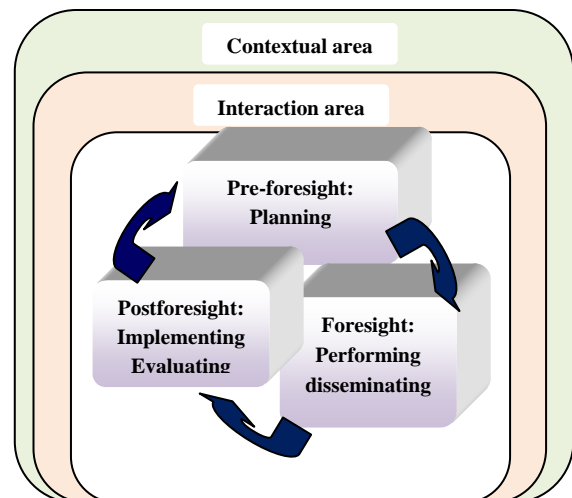 Contextual area
Interaction area
Pre-foresight:
Planning
Postforesight:
Implementing
Evaluating
Foresight:
Performing
disseminating